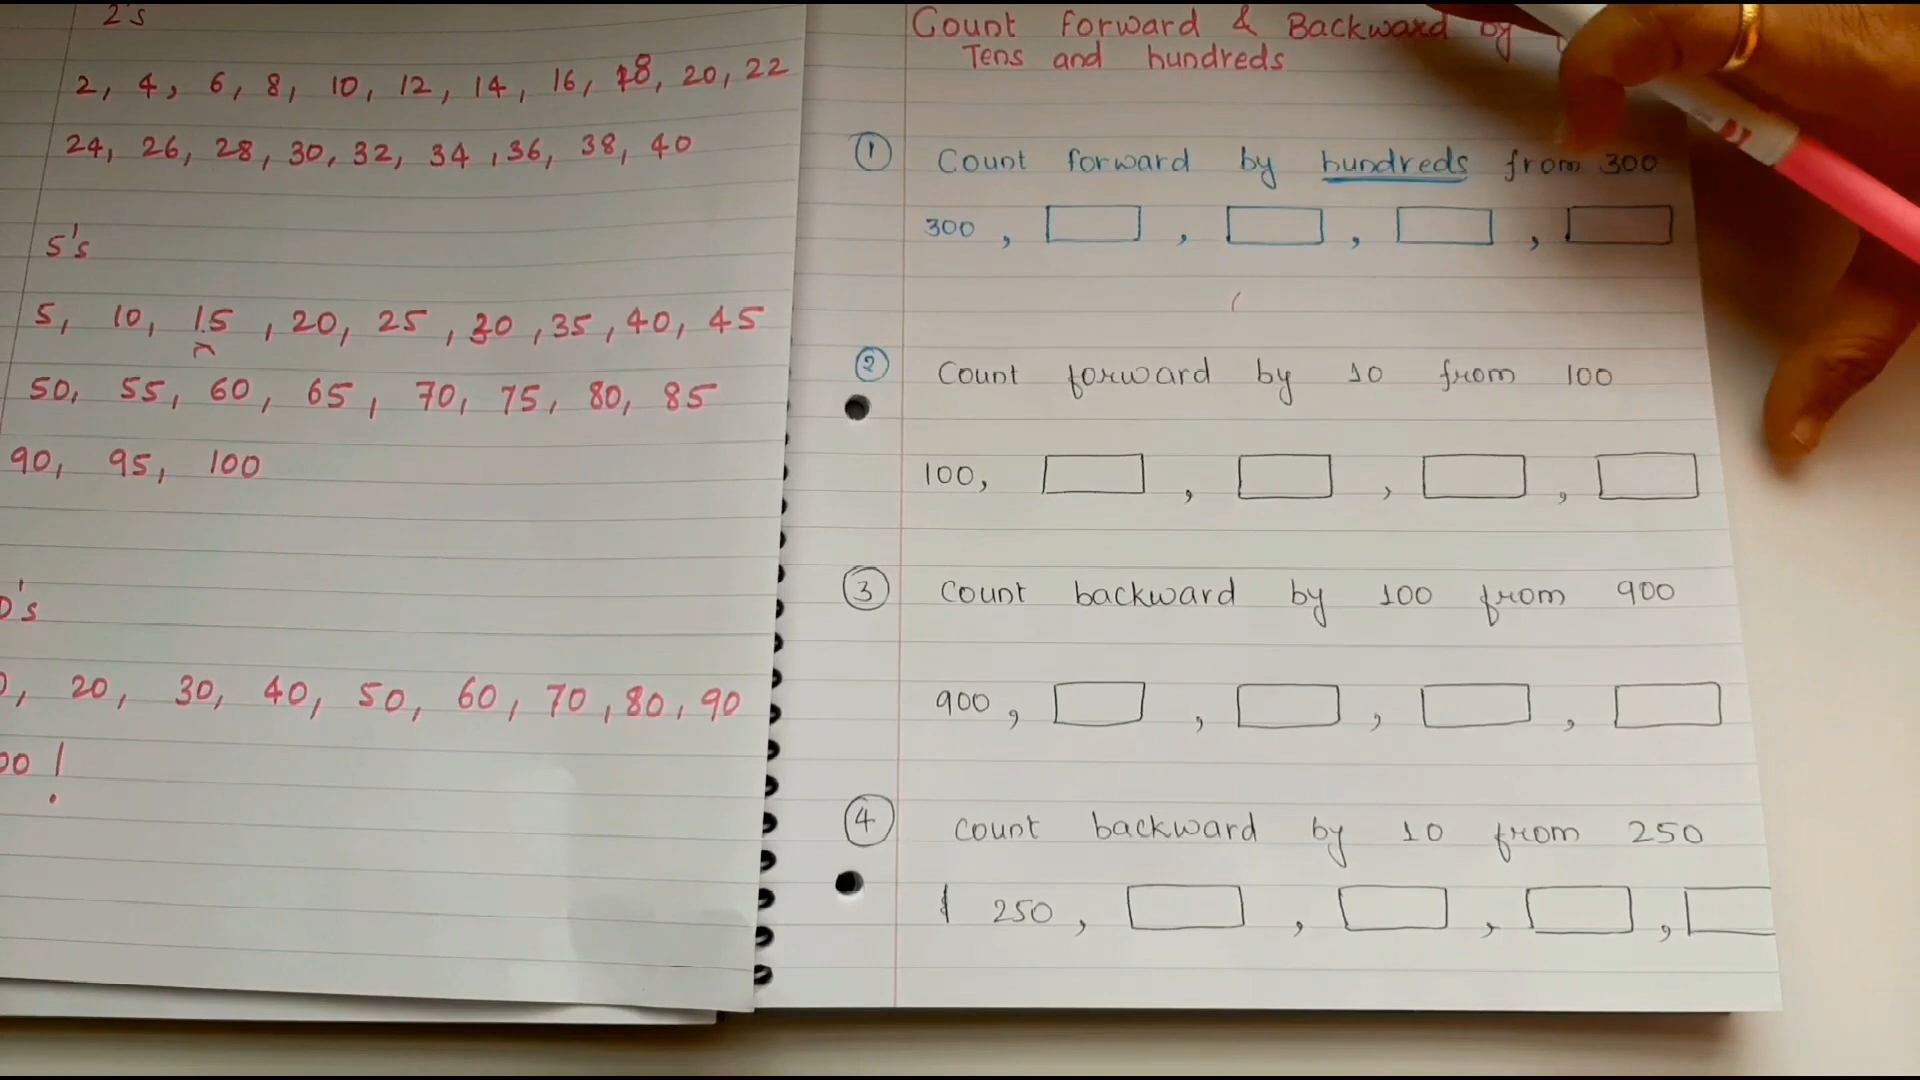 2's
2, 4, 6, 8, 10, 12, 14, 16, 18, 20, 22
24, 26, 28, 30, 32, 34, 36, 38, 40
5's
5, 10, 15, 20, 25, 30, 35, 40, 45
50, 55, 60, 65, 70, 75, 80, 85
90, 95, 100
0's
, 20, 30, 40, 50, 60, 70, 80, 90
00!
Count forward & Backward by
Tens and hundreds
① Count forward by hundreds from 300
300, , , ,
② Count forward by 10 from 100
100, , , ,
③ Count backward by 100 from 900
900, , , ,
④ Count backward by 10 from 250
250, , , ,